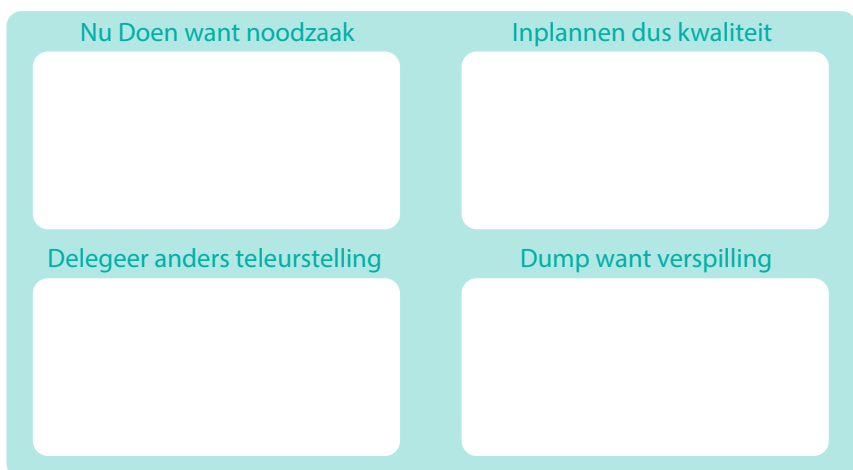 Nu Doen want noodzaak
Inplannen dus kwaliteit
Delegeer anders teleurstelling
Dump want verspilling